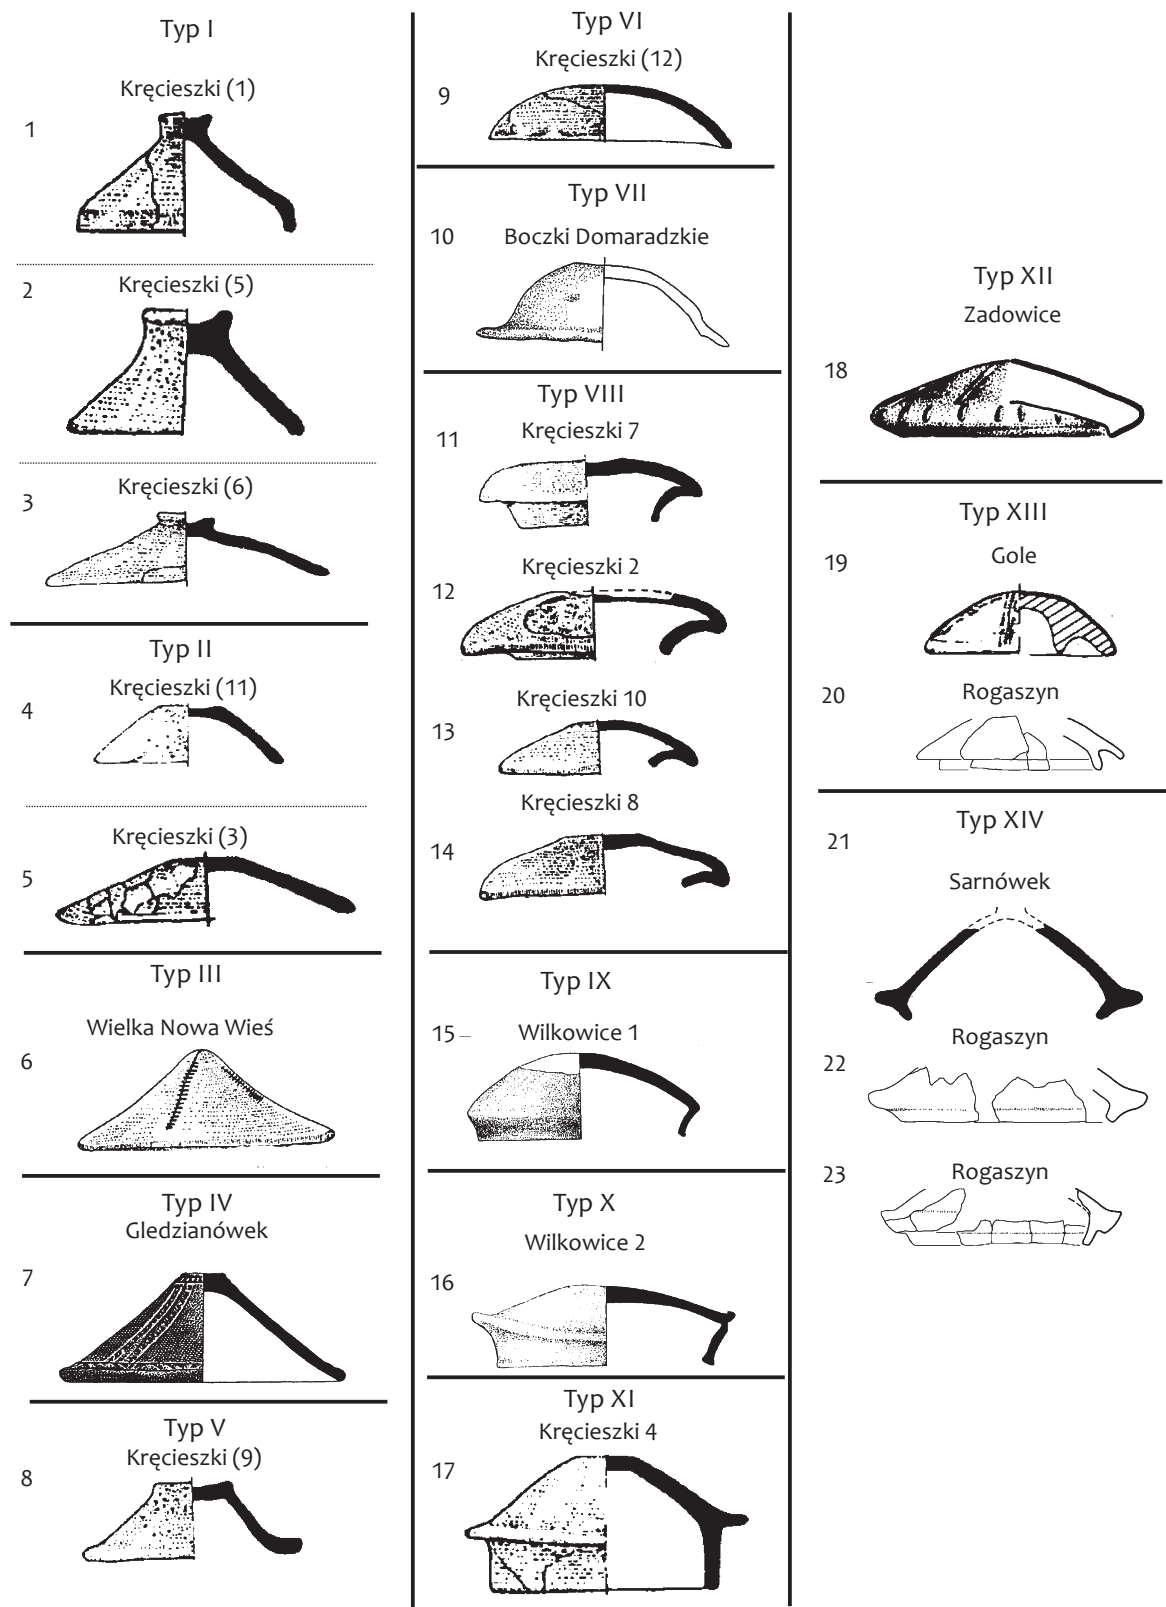 Typ I
Kręcieszki (1)
1
2
Kręcieszki (5)
3
Kręcieszki (6)
Typ II
Kręcieszki (11)
4
Kręcieszki (3)
5
Typ III
Wielka Nowa Wieś
6
Typ IV
Gledzianówek
7
Typ V
Kręcieszki (9)
8
Typ VI
Kręcieszki (12)
9
Typ VII
10 Boczki Domaradzkie
Typ VIII
11
Kręcieszki 7
Kręcieszki 2
12
Kręcieszki 10
13
Kręcieszki 8
14
Typ IX
15 Wilkowice 1
Typ X
Wilkowice 2
16
Typ XI
Kręcieszki 4
17
Typ XII
Zadowice
18
Typ XIII
19 Gole
20 Rogaszyn
Typ XIV
21
Sarnówek
Rogaszyn
22
Rogaszyn
23